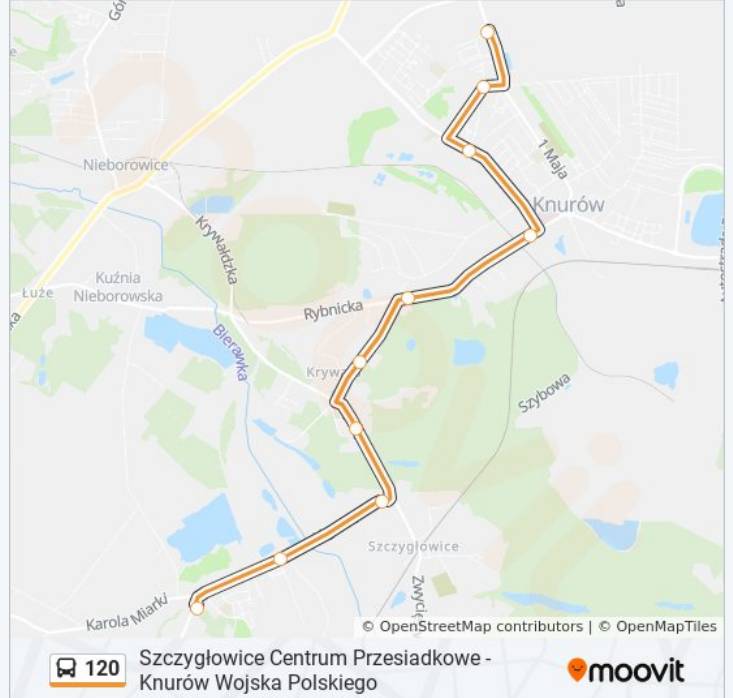 Nieborowice
1 Maja
Knurów
Krywałdzka
Kuźnia
Nieborowska
Łuże
Rybnicka
Bierawka
Szybowa
Szczygłowice
Karola Miarki
© OpenStreetMap contributors | © OpenMapTiles
120
Szczygłowice Centrum Przesiadkowe -
Knurów Wojska Polskiego
moovit